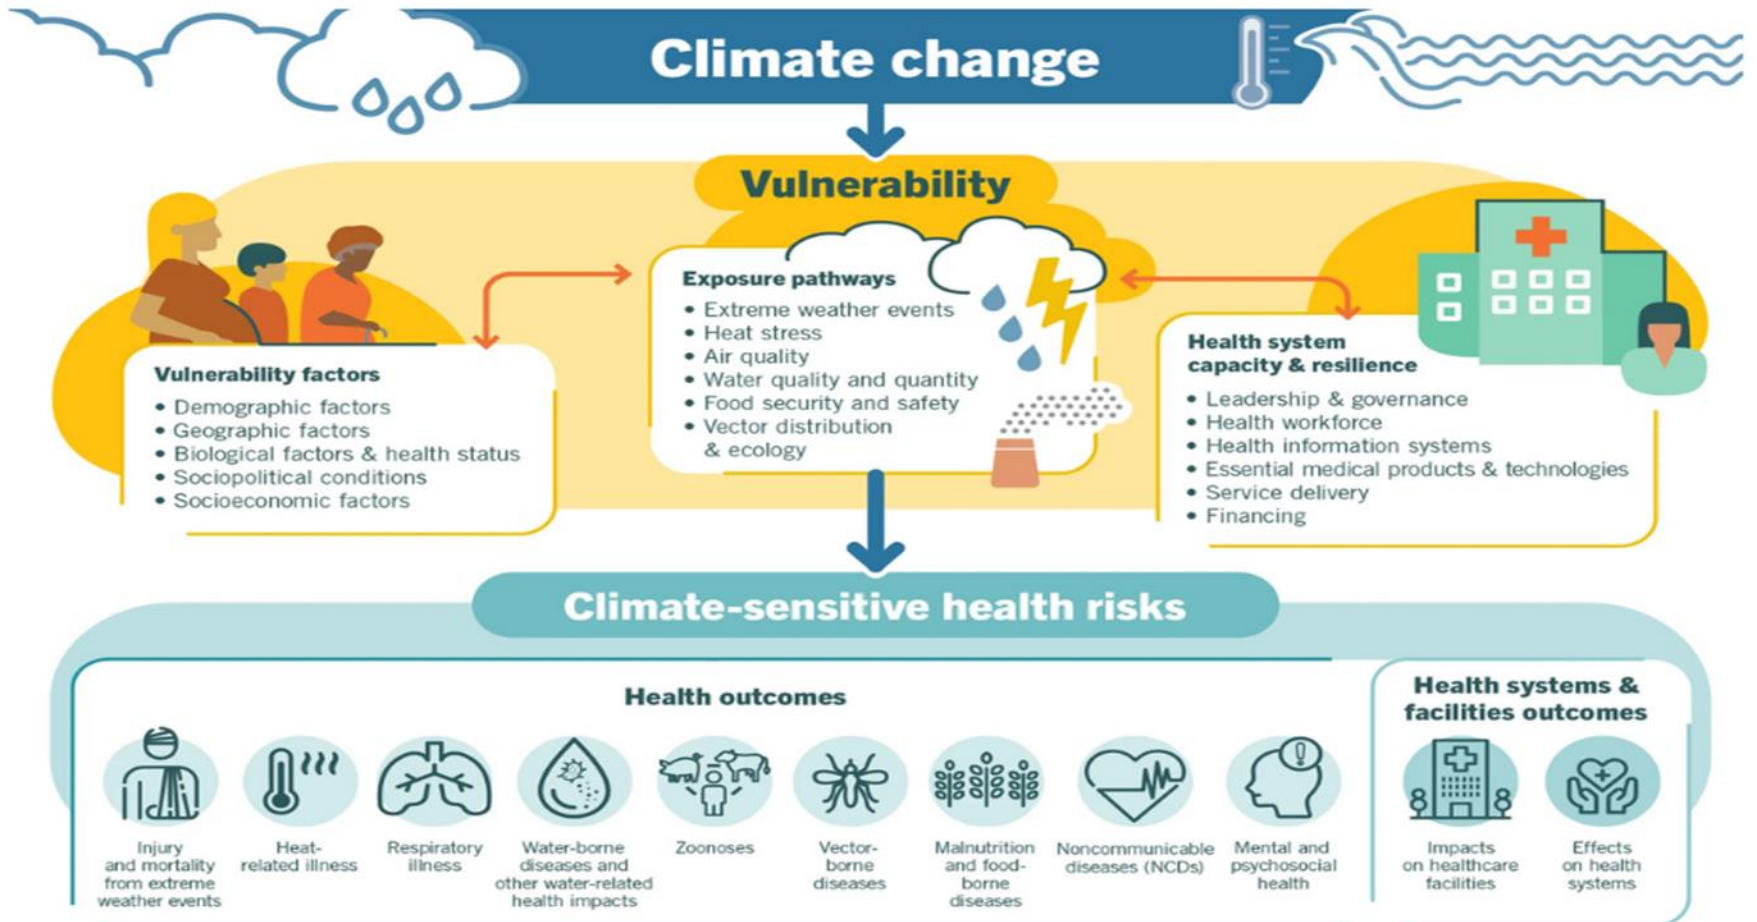 Climate change
Vulnerability
Vulnerability factors
• Demographic factors
• Geographic factors
• Biological factors & health status
• Sociopolitical conditions
• Socioeconomic factors
Exposure pathways
• Extreme weather events
• Heat stress
• Air quality
• Water quality and quantity
• Food security and safety
• Vector distribution
& ecology
Health system
capacity & resilience
• Leadership & governance
• Health workforce
• Health information systems
• Essential medical products & technologies
• Service delivery
• Financing
Climate-sensitive health risks
Health outcomes
Injury
and mortality
from extreme
weather events
Heat-
related illness
Respiratory
illness
Water-borne
diseases and
other water-related
health impacts
Zoonoses
Vector-
borne
diseases
Malnutrition
and food-
borne
diseases
Noncommunicable
diseases (NCDs)
Mental and
psychosocial
health
Health systems &
facilities outcomes
Impacts
on healthcare
facilities
Effects
on health
systems